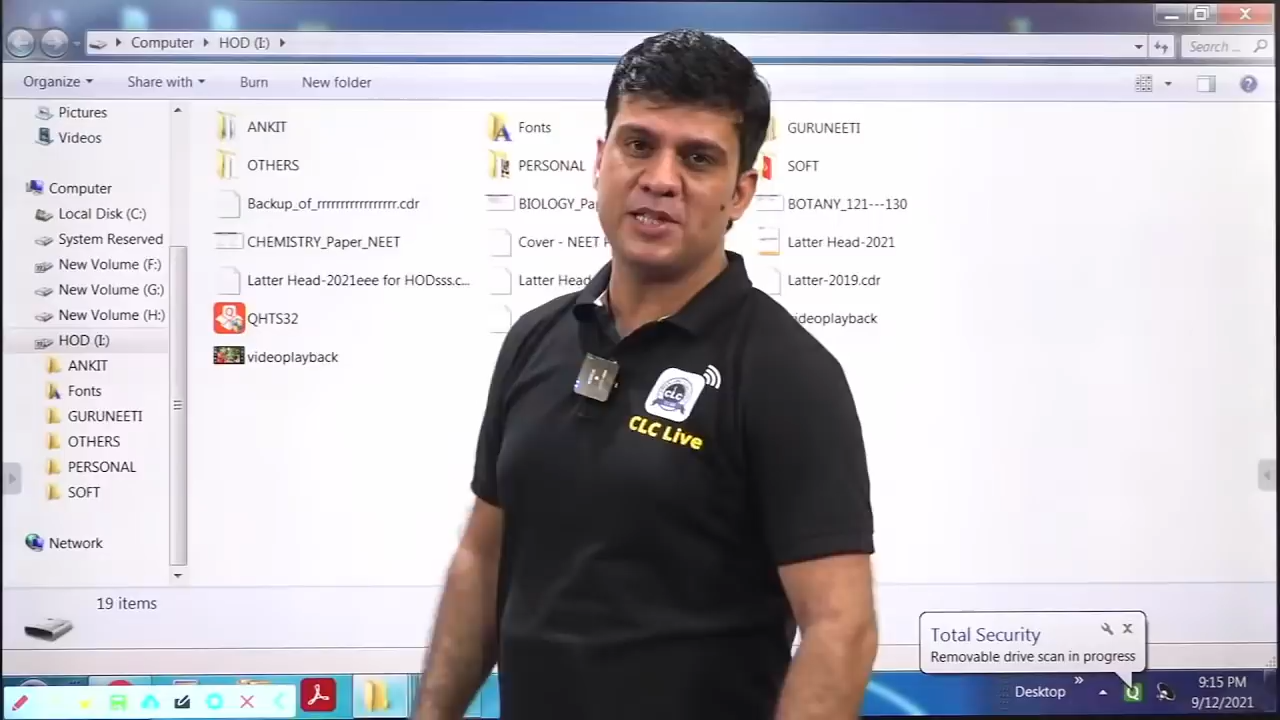 Computer
HOD (I:)
Search ...
Organize
Share with
Burn
New folder
Pictures
Videos
Computer
Local Disk (C:)
System Reserved
New Volume (F:)
New Volume (G:)
New Volume (H:)
HOD (I:)
ANKIT
Fonts
GURUNEETI
OTHERS
PERSONAL
SOFT
Network
ANKIT
Fonts
GURUNEETI
OTHERS
PERSONAL
SOFT
Backup_of_rrrrrrrrrrrrrrrrr.cdr
BOTANY_121---130
CHEMISTRY_Paper_NEET
Cover - NEET
Latter Head-2021
Latter Head-2021eee for HODsss.c...
Latter Head
Latter-2019.cdr
QHTS32
videoplayback
CLC
CLC Live
19 items
Total Security
Removable drive scan in progress
Desktop
9:15 PM
9/12/2021